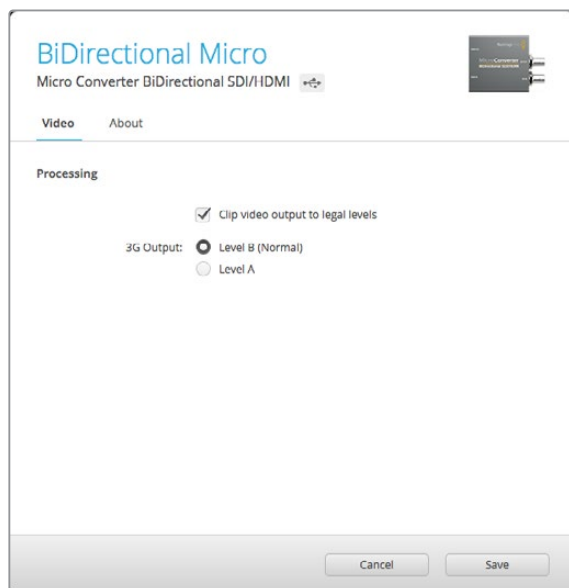 BiDirectional Micro
Micro Converter BiDirectional SDI/HDMI
Video About
Processing
Clip video output to legal levels
3G Output: Level B (Normal)
Level A
Cancel Save